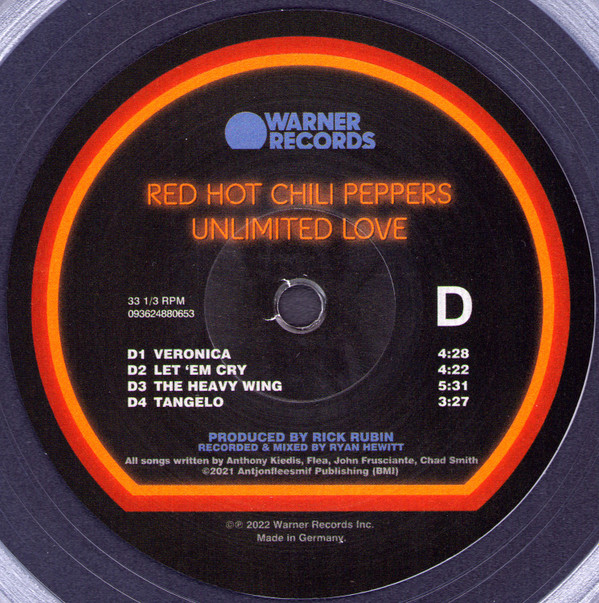 WARNER
RECORDS
RED HOT CHILI PEPPERS
UNLIMITED LOVE
33 1/3 RPM
093624880653
D
D1 VERONICA 4:28
D2 LET ‘EM CRY 4:22
D3 THE HEAVY WING 5:31
D4 TANGELO 3:27
PRODUCED BY RICK RUBIN
RECORDED & MIXED BY RYAN HEWITT
All songs written by Anthony Kiedis, Flea, John Frusciante, Chad Smith
©2021 Antjonfleesmif Publishing (BMI)
©℗ 2022 Warner Records Inc.
Made in Germany.